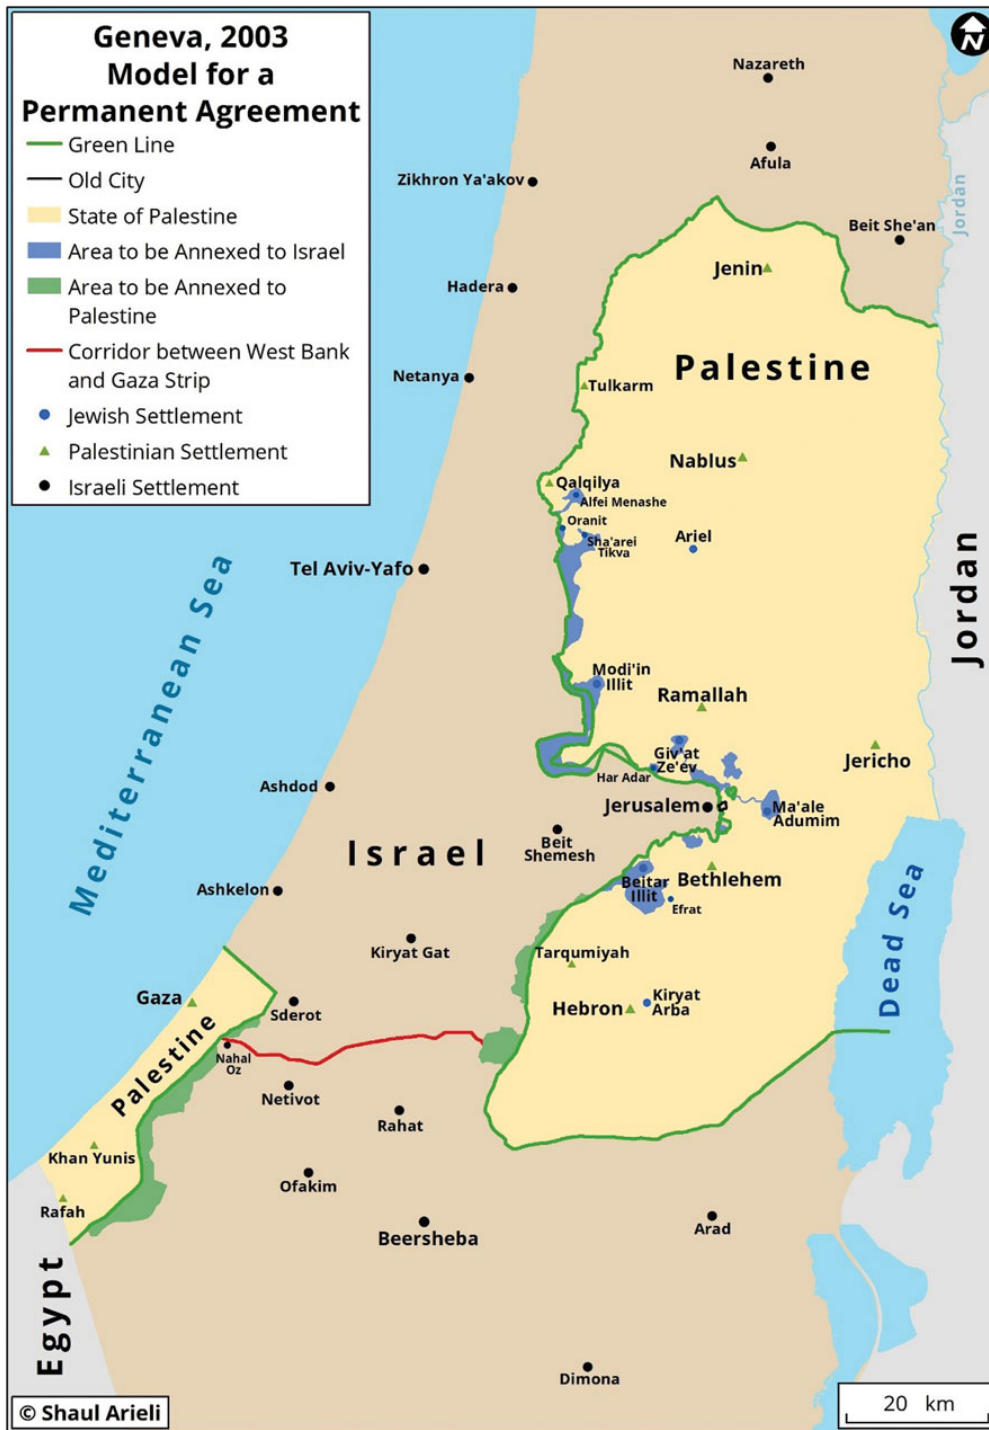 Geneva, 2003
Model for a
Permanent Agreement
Green Line
Old City
State of Palestine
Area to be Annexed to Israel
Area to be Annexed to
Palestine
Corridor between West Bank
and Gaza Strip
Jewish Settlement
Palestinian Settlement
Israeli Settlement
N
Nazareth
Afula
Zikhron Ya'akov
Jordan
Beit She'an
Jenin
Hadera
Palestine
Netanya
Tulkarm
Nablus
Qalqilya
Alfei Menashe
Oranit
Sha'arei
Tikva
Ariel
Tel Aviv-Yafo
Jordan
Mediterranean Sea
Modi'in
Illit
Ramallah
Giv'at
Ze'ev
Jericho
Har Adar
Ashdod
Jerusalem
Ma'ale
Adumim
Israel
Beit
Shemesh
Beitar
Illit
Bethlehem
Efrat
Ashkelon
Dead Sea
Kiryat Gat
Tarqumiyah
Gaza
Sderot
Hebron
Kiryat
Arba
Palestine
Nahal
Oz
Netivot
Rahat
Khan Yunis
Ofakim
Rafah
Beersheba
Arad
Egypt
Dimona
© Shaul Arieli
20 km